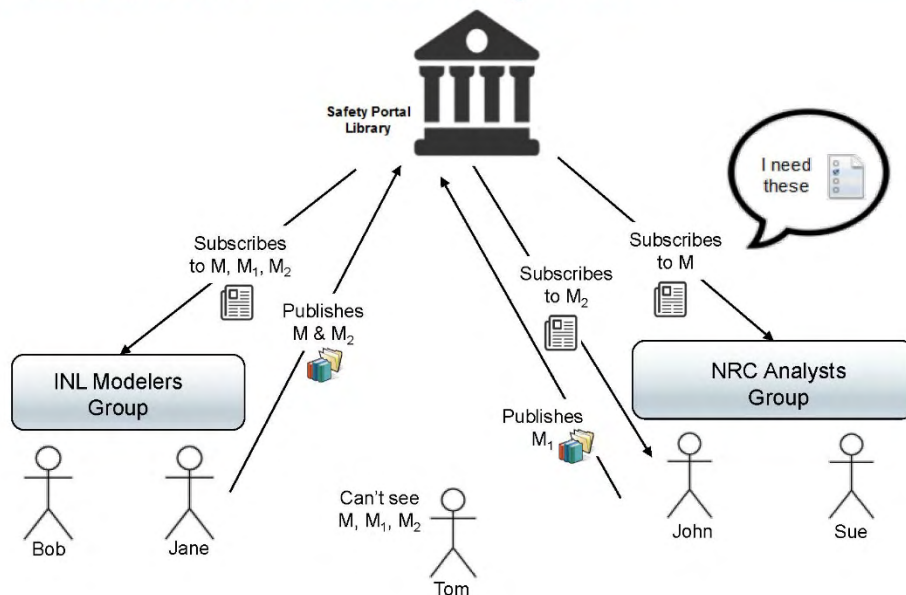 Safety Portal
Library
I need
these
Subscribes
to M, M₁, M₂
Publishes
M & M₂
Subscribes
to M₂
Subscribes
to M
INL Modelers
Group
NRC Analysts
Group
Publishes
M₁
Can't see
M, M₁, M₂
Bob
Jane
Tom
John
Sue